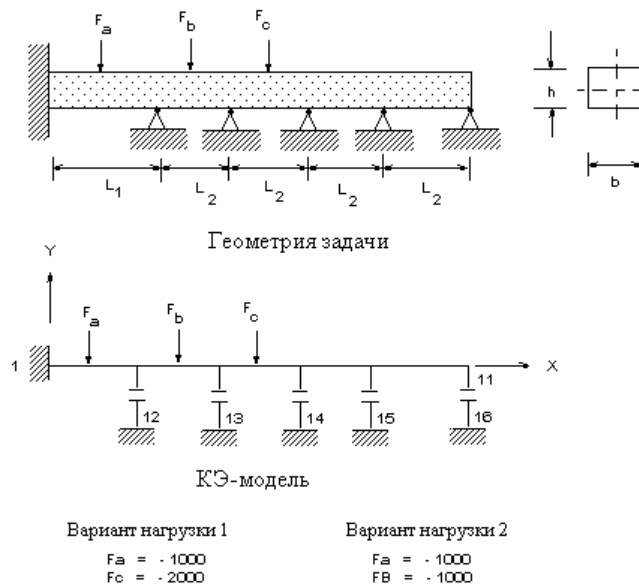 Fa Fb Fc
h
L1 L2 L2 L2 L2
b
Геометрия задачи
Y
Fa Fb Fc
1 11 X
12 13 14 15 16
КЭ-модель
Вариант нагрузки 1 Вариант нагрузки 2
Fa = - 1000 Fa = - 1000
Fc = - 2000 FB = - 1000